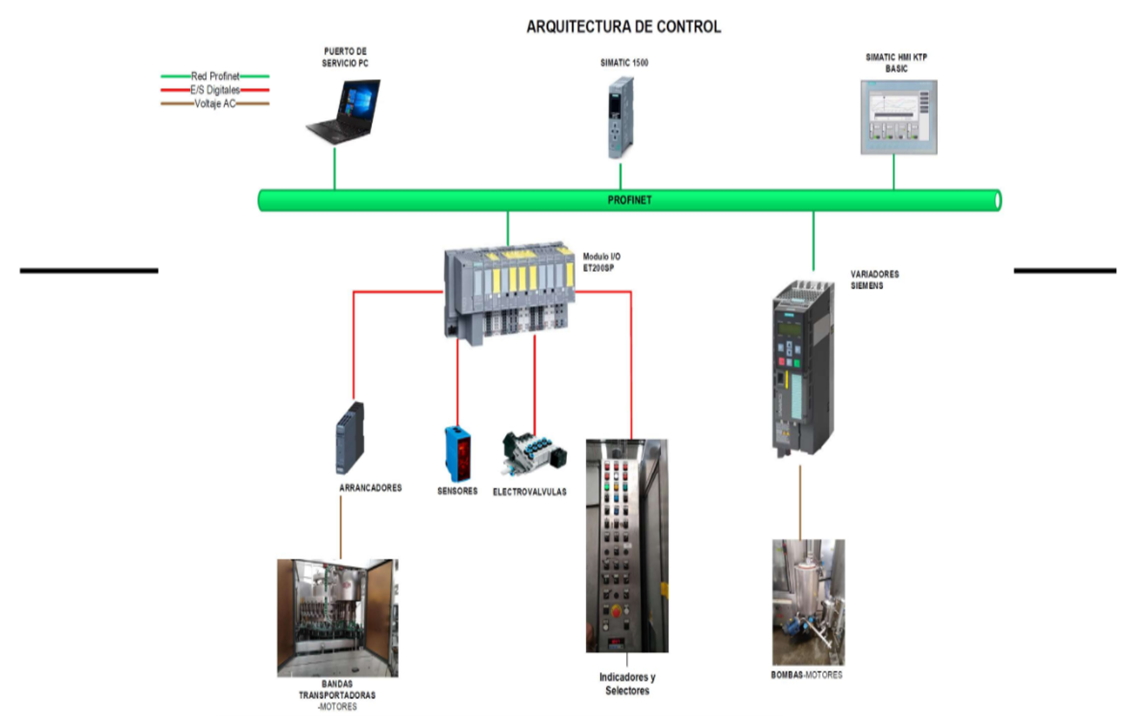 ARQUITECTURA DE CONTROL
PUERTO DE
SERVICIO PC
SIMATIC 1500
SIMATIC HMI KTP
BASIC
Red Profinet
E/S Digitales
Voltaje AC
PROFINET
Modulo I/O
ET200SP
VARIADORES
SIEMENS
ARRANCADORES
SENSORES
ELECTROVALVULAS
BANDAS
TRANSPORTADORAS
-MOTORES
Indicadores y
Selectores
BOMBAS-MOTORES